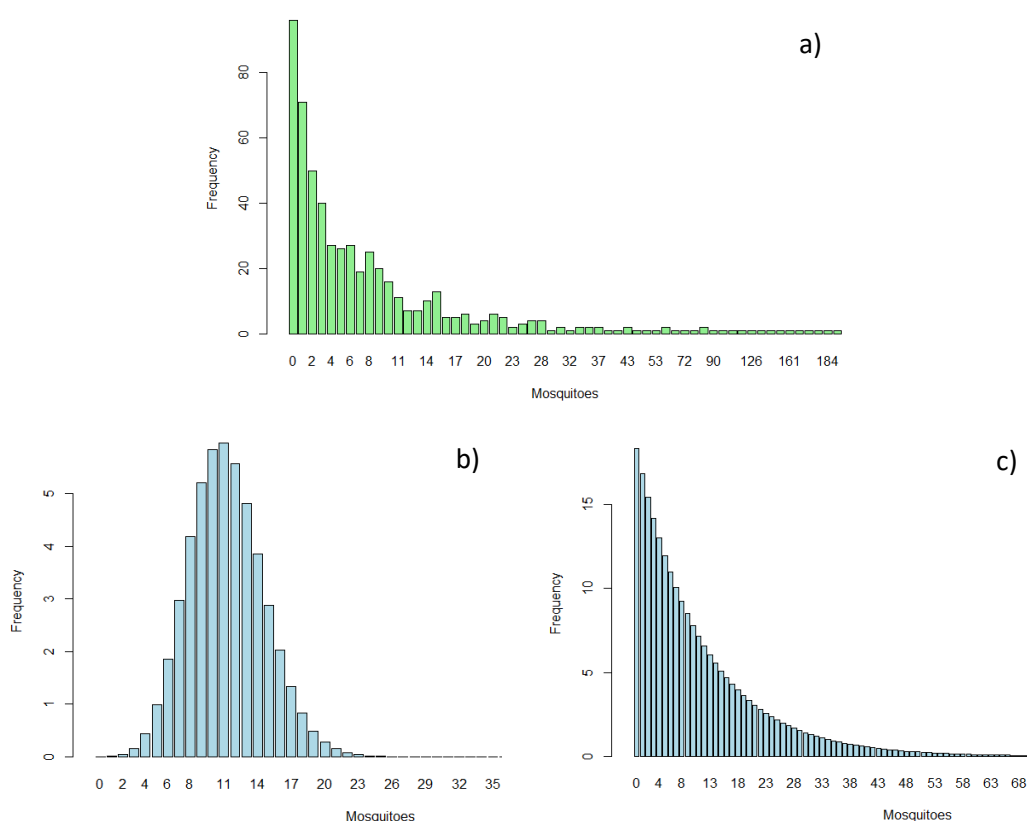 a)
80
60
40
20
0
Frequency
0 2 4 6 8 11 14 17 20 23 28 32 37 43 53 72 90 126 161 184
Mosquitoes
b)
5
4
3
2
1
0
Frequency
0 2 4 6 8 11 14 17 20 23 26 29 32 35
Mosquitoes
c)
15
10
5
0
Frequency
0 4 8 13 18 23 28 33 38 43 48 53 58 63 68
Mosquitoes